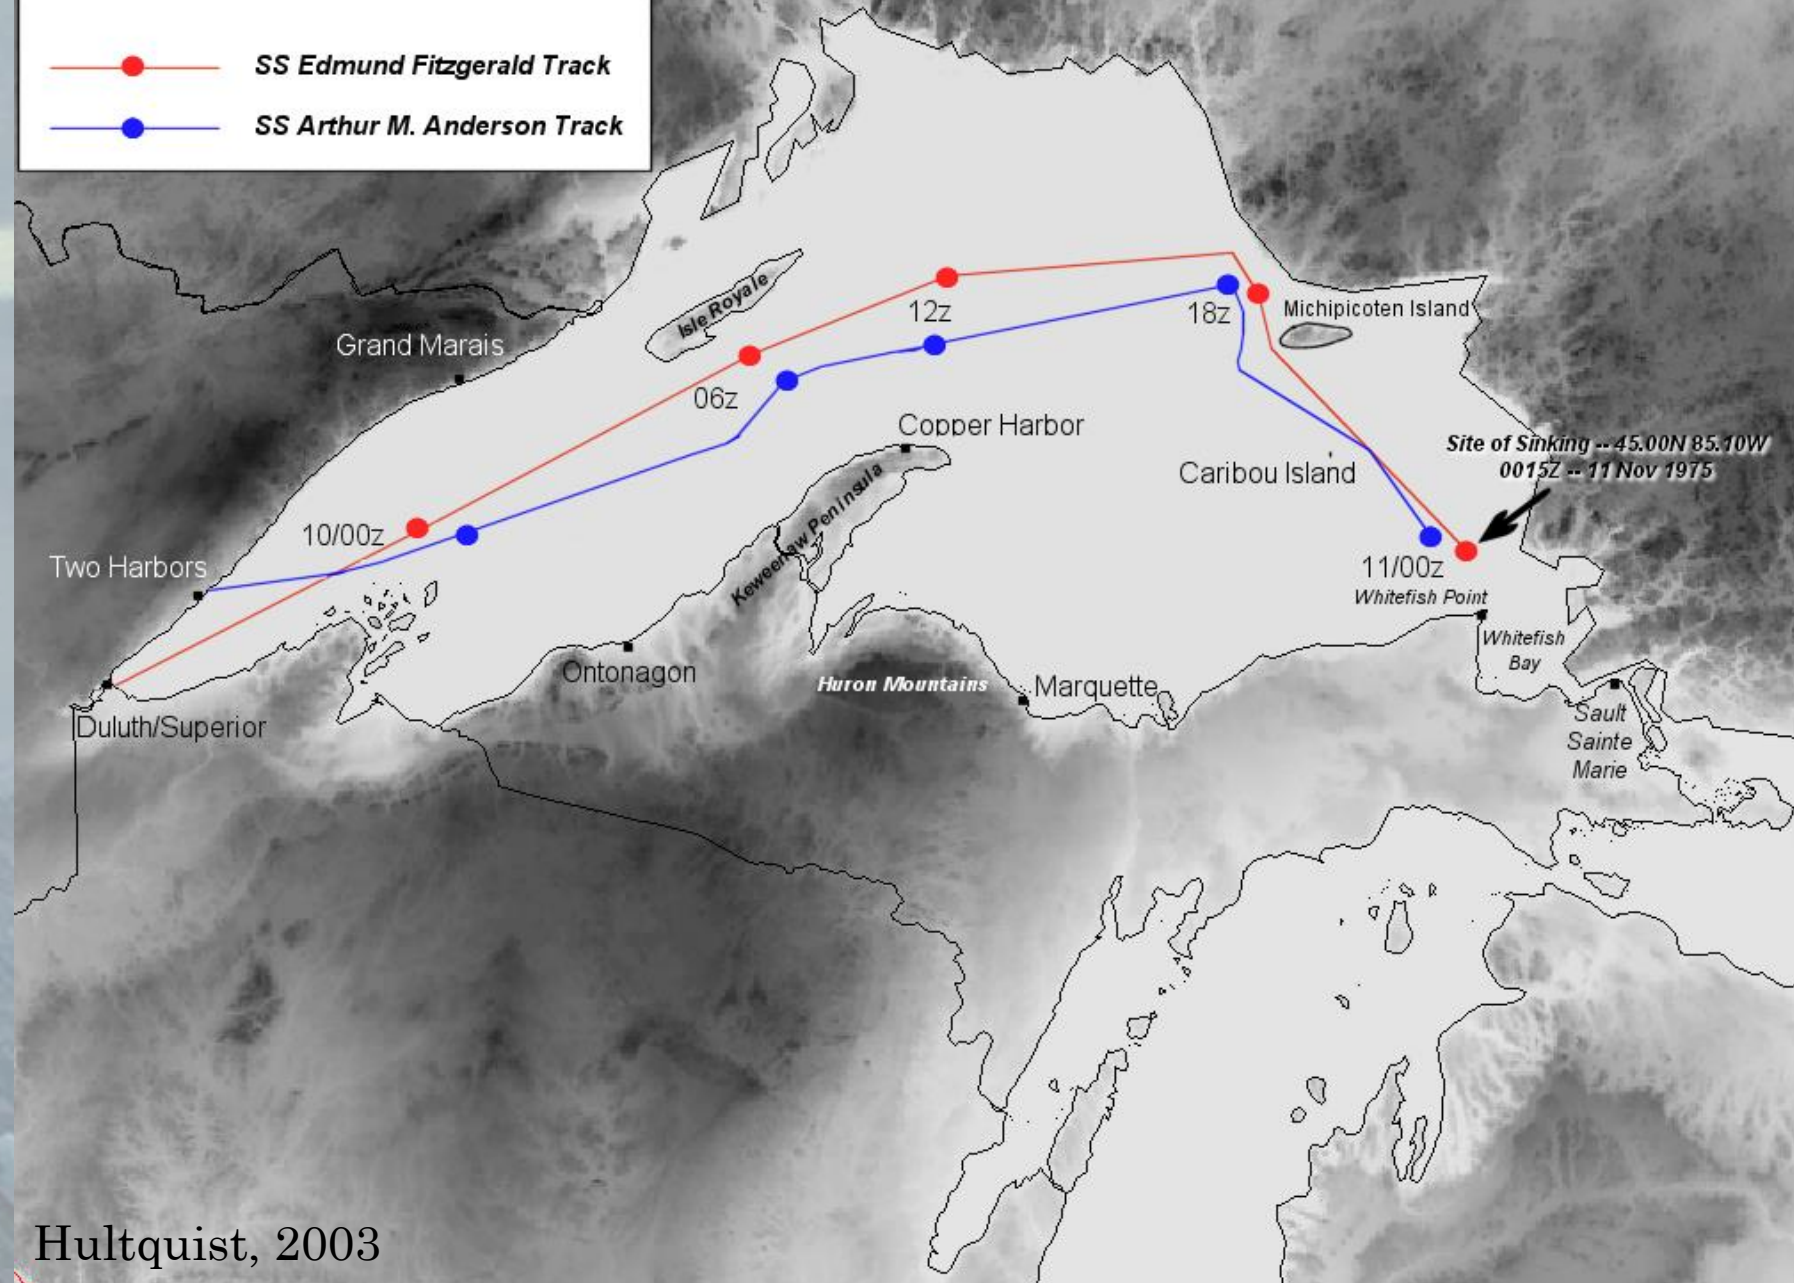 SS Edmund Fitzgerald Track
SS Arthur M. Anderson Track
Isle Royale
12z
18z
Michipicoten Island
Grand Marais
06z
Copper Harbor
Site of Sinking -- 45.00N 85.10W
0015Z -- 11 Nov 1975
Caribou Island
Keweenaw Peninsula
10/00z
Two Harbors
11/00z
Whitefish Point
Whitefish
Bay
Ontonagon
Huron Mountains
Marquette
Duluth/Superior
Sault
Sainte
Marie
Hultquist, 2003